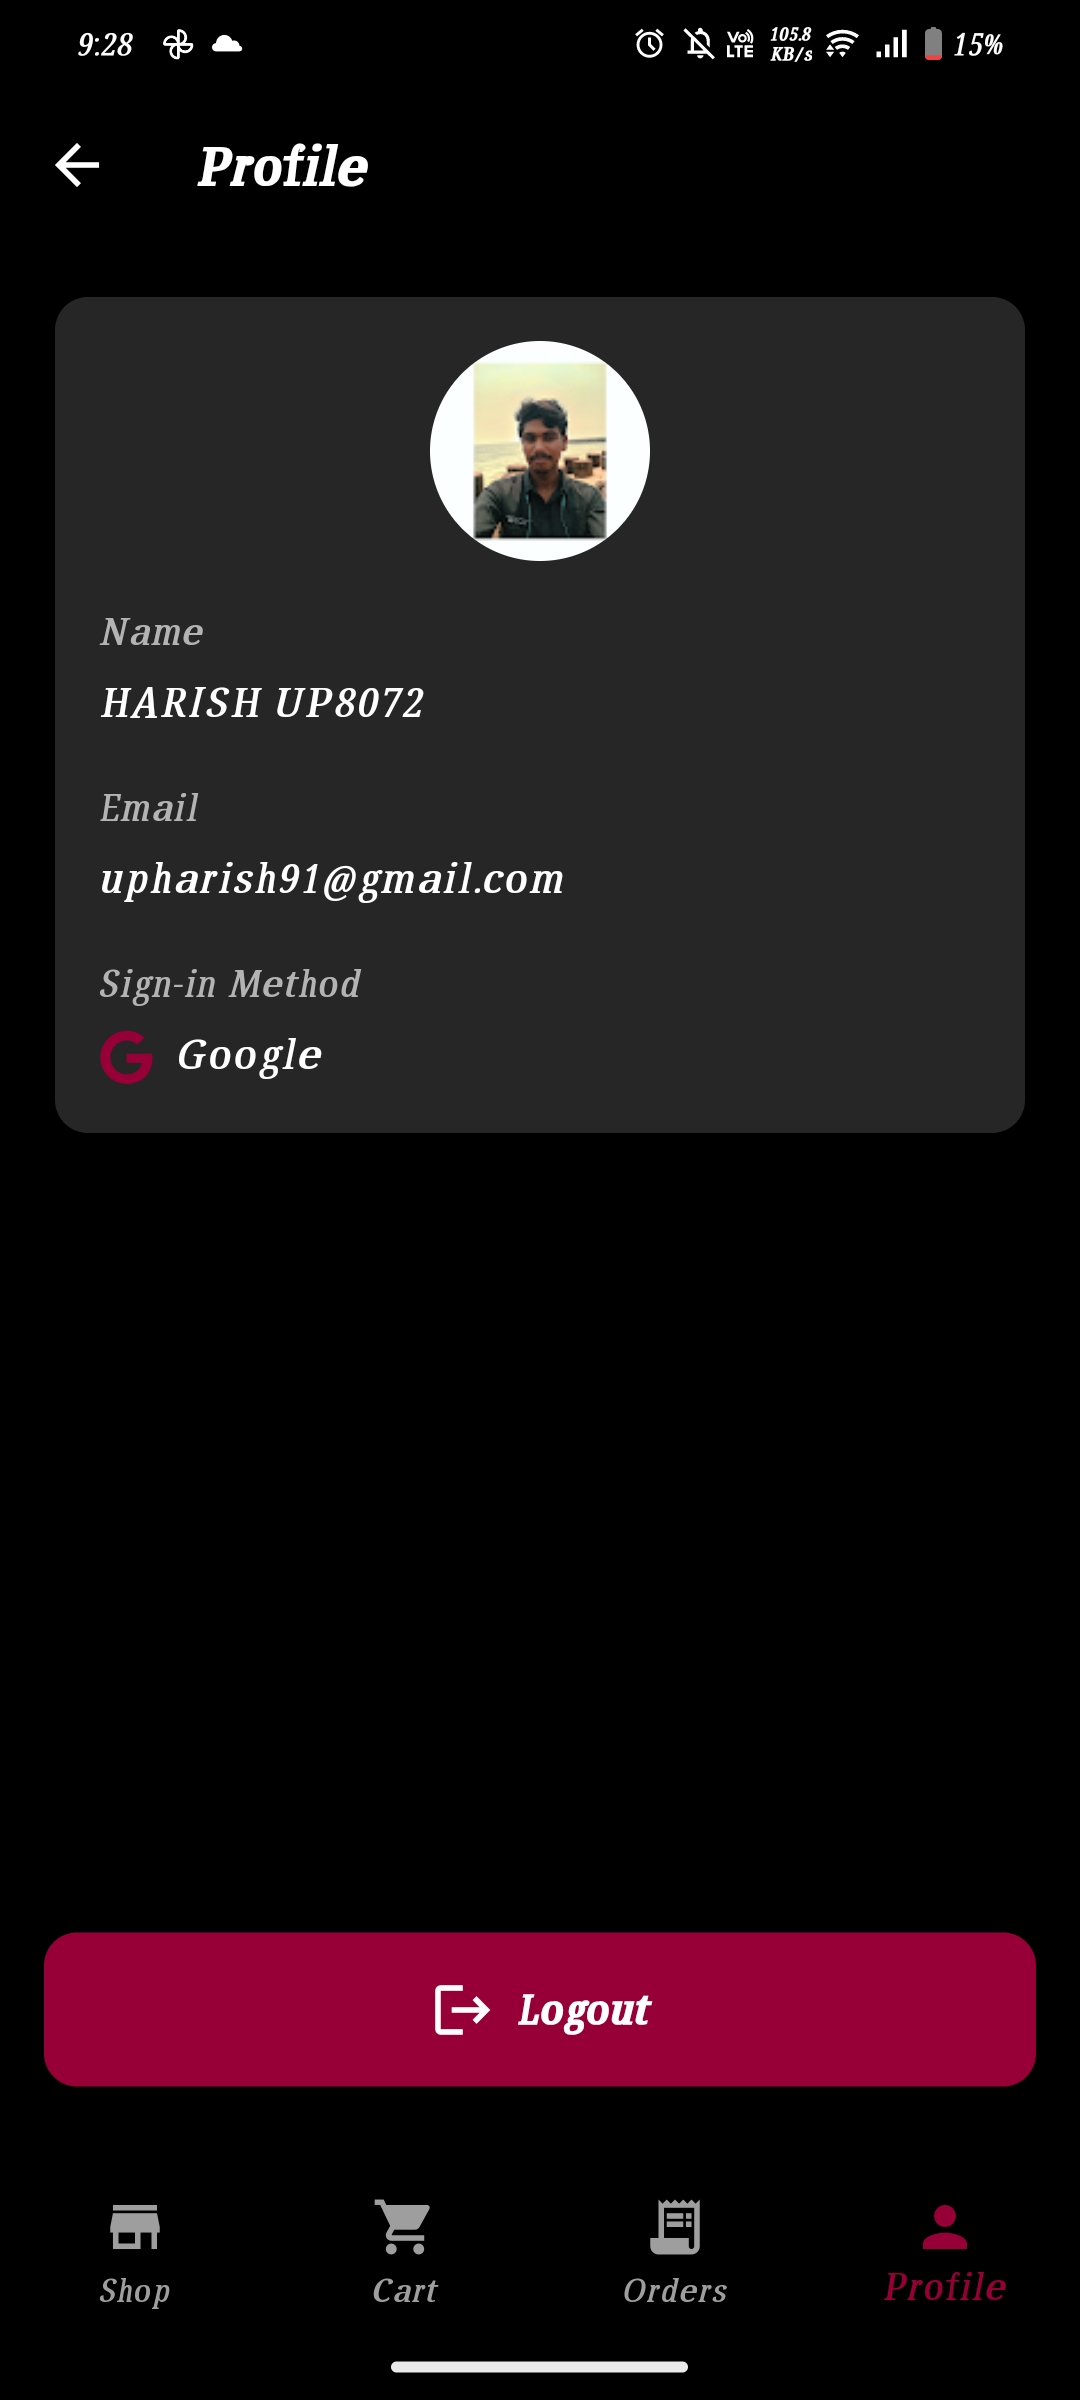 9:28
Vo))
LTE
105.8
KB/s
15%
Profile
Name
HARISH UP8072
Email
upharish91@gmail.com
Sign-in Method
Google
Logout
Shop
Cart
Orders
Profile